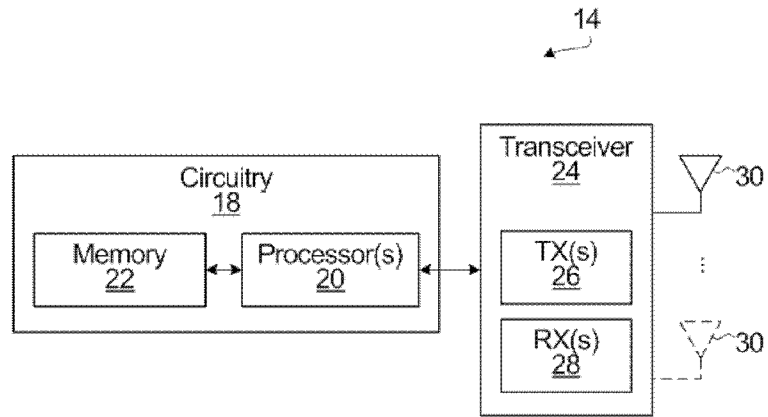 14
Circuitry
18
Memory
22
Processor(s)
20
Transceiver
24
TX(s)
26
RX(s)
28
30
...
30